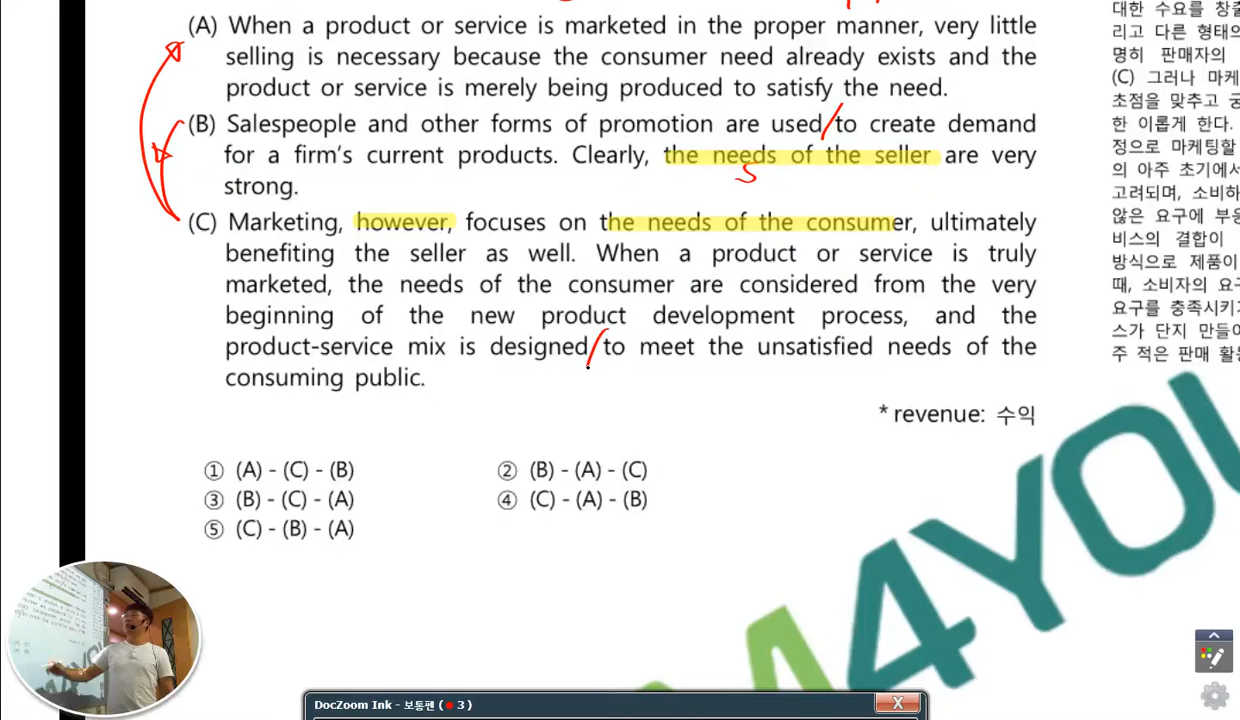 (A) When a product or service is marketed in the proper manner, very little
selling is necessary because the consumer need already exists and the
product or service is merely being produced to satisfy the need.
(B) Salespeople and other forms of promotion are used to create demand
for a firm's current products. Clearly, the needs of the seller are very
S
strong.
(C) Marketing, however, focuses on the needs of the consumer, ultimately
benefiting the seller as well. When a product or service is truly
marketed, the needs of the consumer are considered from the very
beginning of the new product development process, and the
product-service mix is designed to meet the unsatisfied needs of the
consuming public.
* revenue: 수익
① (A) - (C) - (B)
② (B) - (A) - (C)
③ (B) - (C) - (A)
④ (C) - (A) - (B)
⑤ (C) - (B) - (A)
대한 수요를 창출
리고 다른 형태의
명히 판매자의
(C) 그러나 마케
초점을 맞추고 궁
한 이롭게 한다.
정으로 마케팅할
의 아주 초기에서
고려되며, 소비하
않은 요구에 부응
비스의 결합이
방식으로 제품이
때, 소비자의 요구
요구를 충족시키기
스가 단지 만들어
주 적은 판매 활동
M4YOU
DocZoom Ink - 보통펜 ( 3 )
X